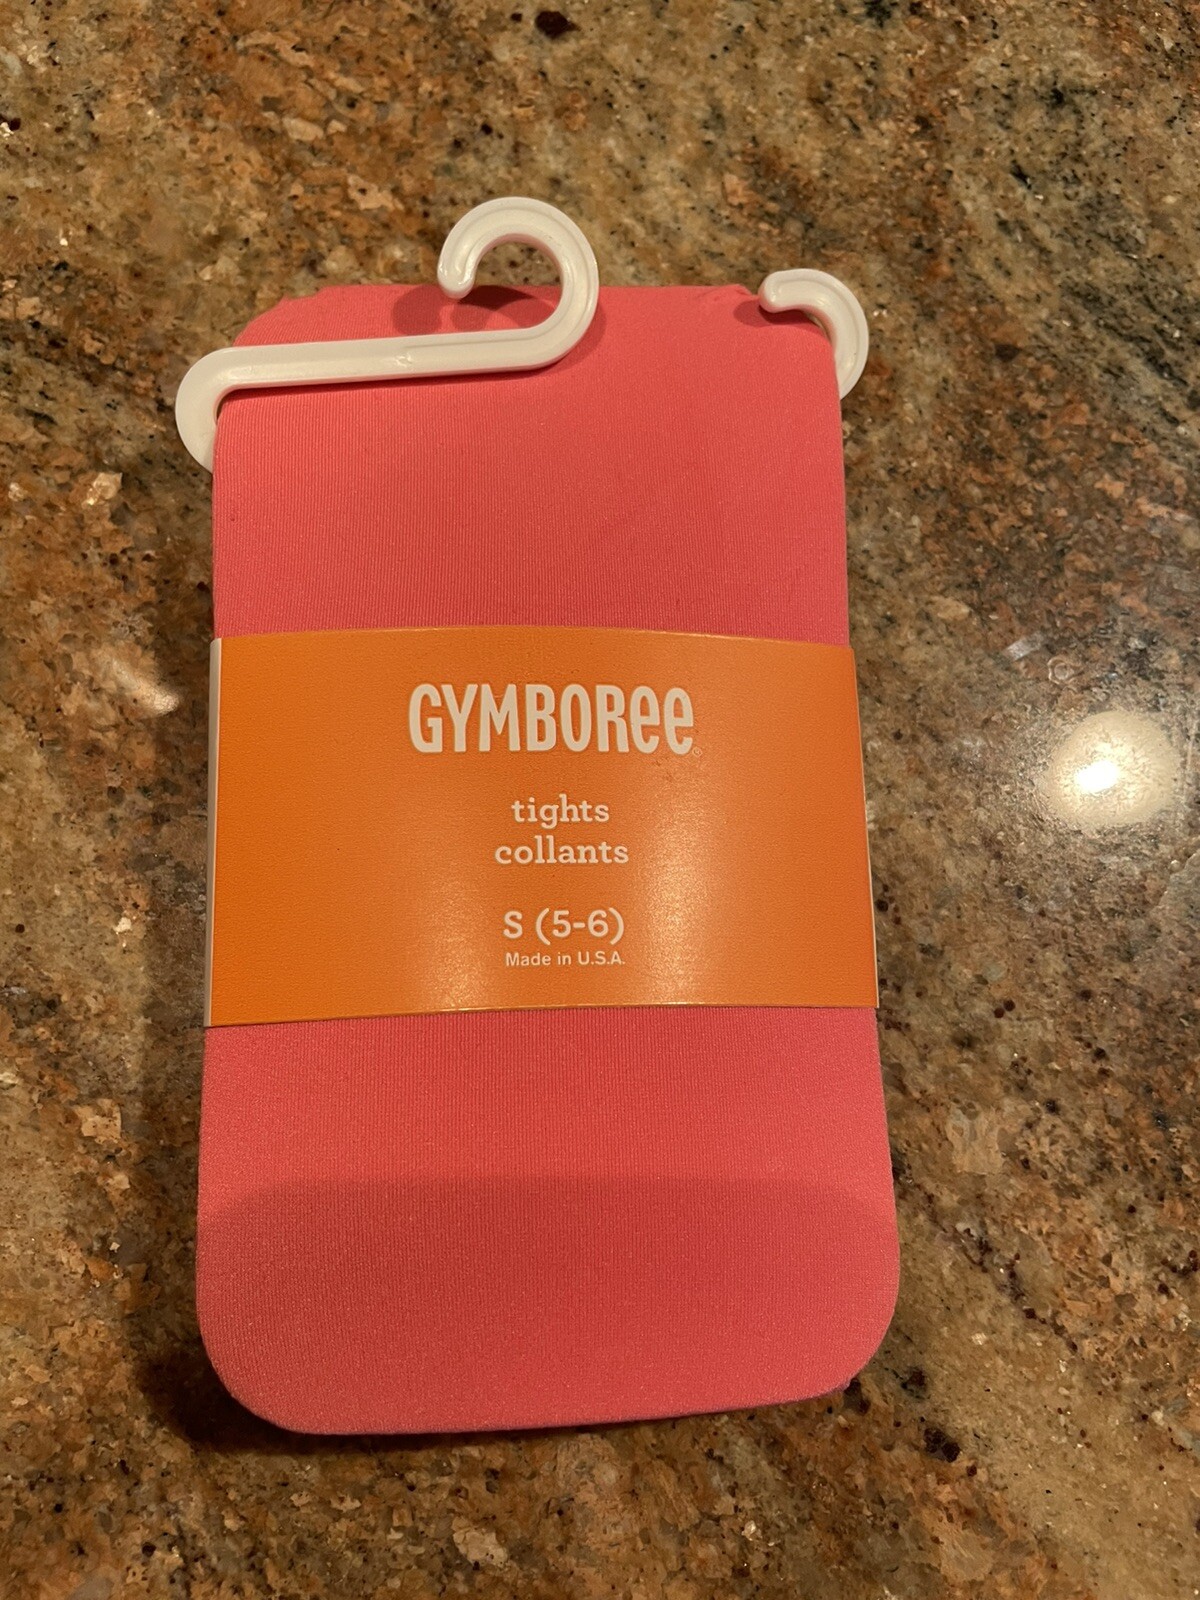 GYMBOREE®
tights
collants
S (5-6)
Made in U.S.A.